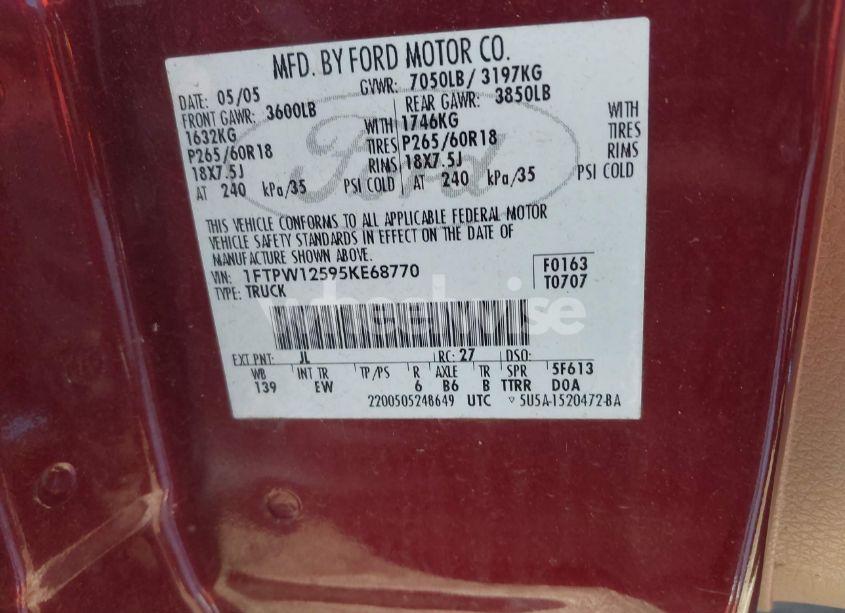 MFD. BY FORD MOTOR CO.
DATE: 05/05 GVWR: 7050LB/ 3197KG
FRONT GAWR: 3600LB REAR GAWR: 3850LB
1632KG WITH 1746KG WITH
P265/60R18 TIRES P265/60R18 TIRES
18X7.5J RIMS 18X7.5J RIMS
AT 240 kPa/35 PSI COLD AT 240 kPa/35 PSI COLD
Ford
THIS VEHICLE CONFORMS TO ALL APPLICABLE FEDERAL MOTOR
VEHICLE SAFETY STANDARDS IN EFFECT ON THE DATE OF
MANUFACTURE SHOWN ABOVE.
VIN: 1FTPW12595KE68770 F0163
TYPE: TRUCK T0707
EXT PNT: JL RC: 27 DSO:
WB INT TR TP/PS R AXLE TR SPR 5F613
139 EW 6 B6 B TTRR DOA
2200505248649 UTC ▿ 5U5A-1520472-BA